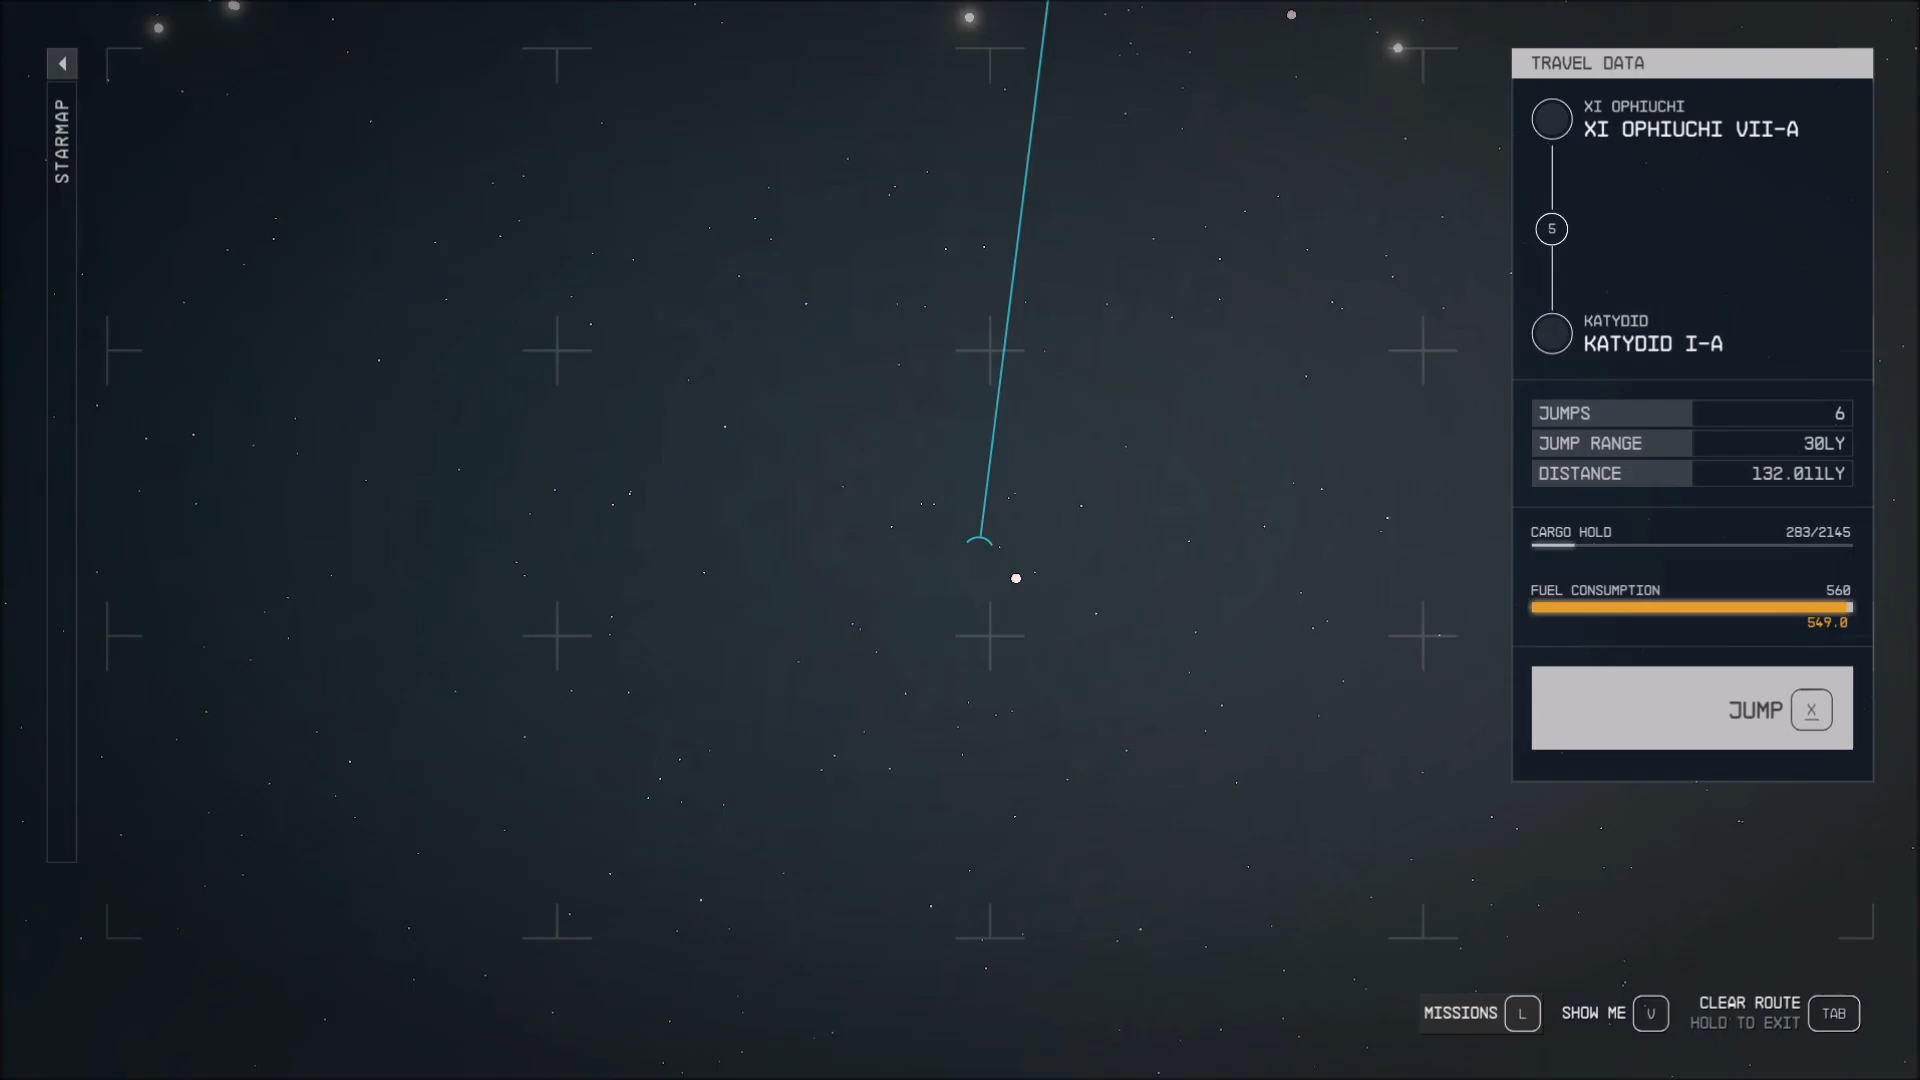 STARMAP
TRAVEL DATA
XI OPHIUCHI
XI OPHIUCHI VII-A
5
KATYDID
KATYDID I-A
JUMPS 6
JUMP RANGE 30LY
DISTANCE 132.011LY
CARGO HOLD 283/2145
FUEL CONSUMPTION 560
549.0
JUMP X
MISSIONS L SHOW ME V CLEAR ROUTE TAB
HOLD TO EXIT